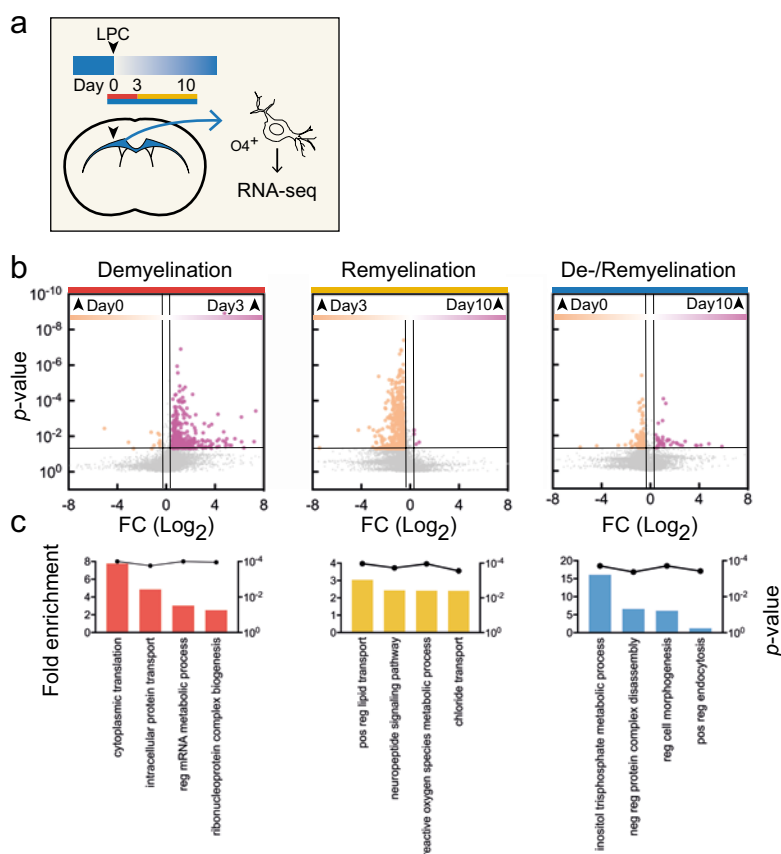 a
LPC
Day 0 3 10
O4+
RNA-seq
b
Demyelination
Remyelination
De-/Remyelination
Day0 Day3
Day3 Day10
Day0 Day10
p-value
10-10
10-8
10-6
10-4
10-2
100
-8 -4 0 4 8
-8 -4 0 4 8
-8 -4 0 4 8
FC (Log2)
FC (Log2)
FC (Log2)
c
Fold enrichment
8
6
4
2
0
10-4
10-2
100
4
3
2
1
0
10-4
10-2
100
20
15
10
5
0
10-4
10-2
100
p-value
cytoplasmic translation
intracellular protein transport
reg mRNA metabolic process
ribonucleoprotein complex biogenesis
pos reg lipid transport
neuropeptide signaling pathway
reactive oxygen species metabolic process
chloride transport
inositol trisphosphate metabolic process
neg reg protein complex disassembly
reg cell morphogenesis
pos reg endocytosis